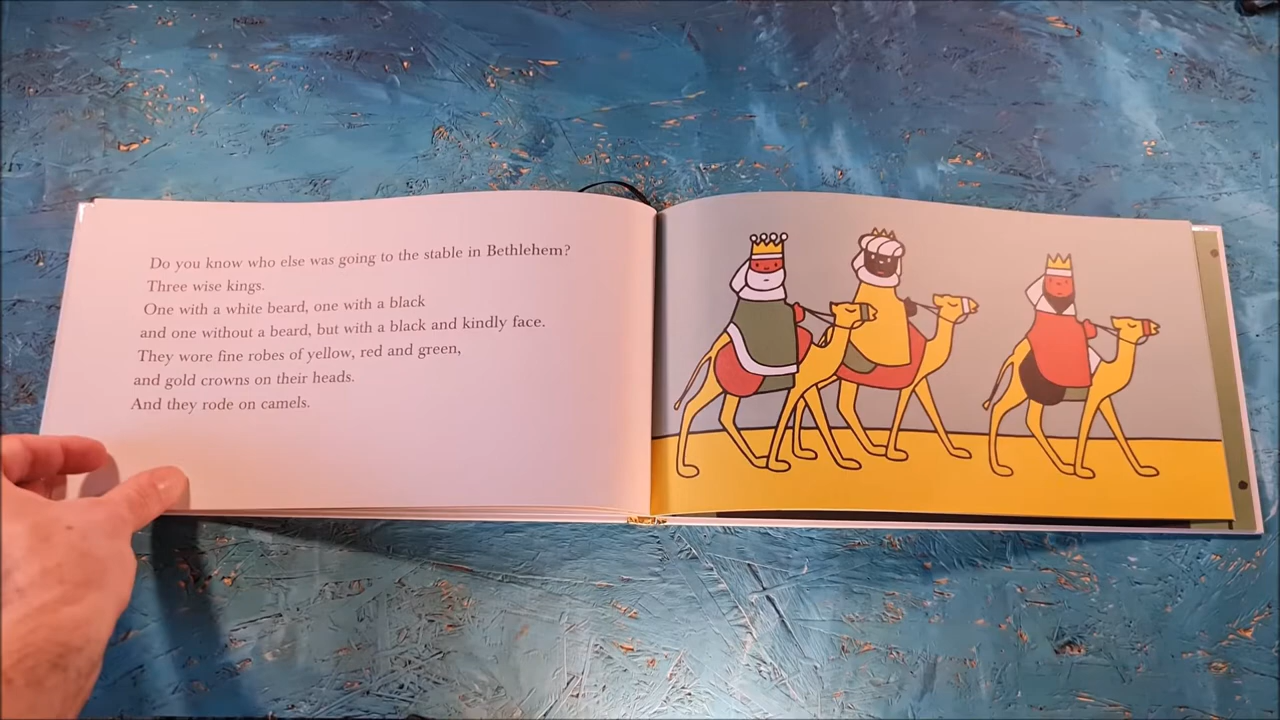 Do you know who else was going to the stable in Bethlehem?
Three wise kings.
One with a white beard, one with a black
and one without a beard, but with a black and kindly face.
They wore fine robes of yellow, red and green,
and gold crowns on their heads.
And they rode on camels.